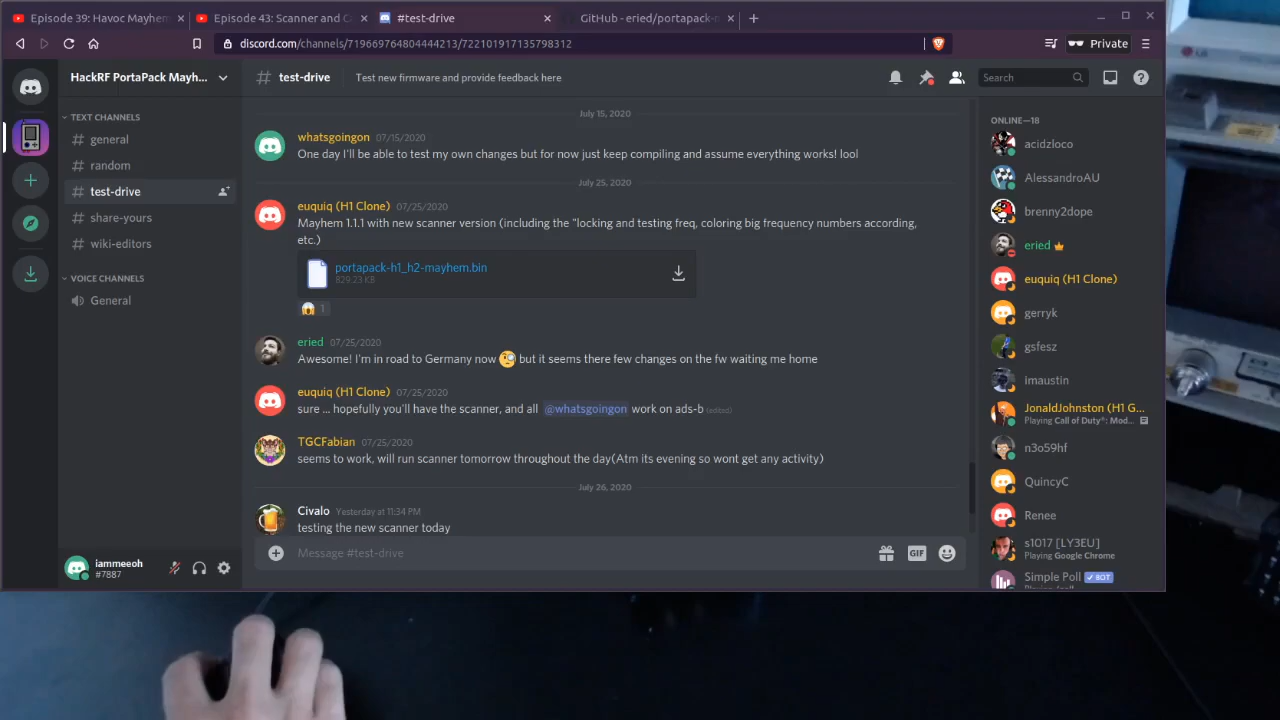 Episode 39: Havoc Mayhem
Episode 43: Scanner and C
#test-drive
GitHub - eried/portapack-
discord.com/channels/719669764804444213/722101917135798312
Private
HackRF PortaPack Mayh...
test-drive
Test new firmware and provide feedback here
Search
TEXT CHANNELS
general
random
test-drive
share-yours
wiki-editors
VOICE CHANNELS
General
iammeeoh
#7887
July 15, 2020
whatsgoingon 07/15/2020
One day I'll be able to test my own changes but for now just keep compiling and assume everything works! lool
July 25, 2020
euquiq (H1 Clone) 07/25/2020
Mayhem 1.1.1 with new scanner version (including the "locking and testing freq, coloring big frequency numbers according,
etc.)
portapack-h1_h2-mayhem.bin
829.23 KB
1
eried 07/25/2020
Awesome! I'm in road to Germany now but it seems there few changes on the fw waiting me home
euquiq (H1 Clone) 07/25/2020
sure ... hopefully you'll have the scanner, and all @whatsgoingon work on ads-b (edited)
TGCFabian 07/25/2020
seems to work, will run scanner tomorrow throughout the day(Atm its evening so wont get any activity)
July 26, 2020
Civalo Yesterday at 11:34 PM
testing the new scanner today
Message #test-drive
GIF
ONLINE—18
acidzloco
AlessandroAU
brenny2dope
eried
euquiq (H1 Clone)
gerryk
gsfesz
imaustin
JonaldJohnston (H1 G...
Playing Call of Duty®: Mod...
n3o59hf
QuincyC
Renee
s1017 [LY3EU]
Playing Google Chrome
Simple Poll BOT